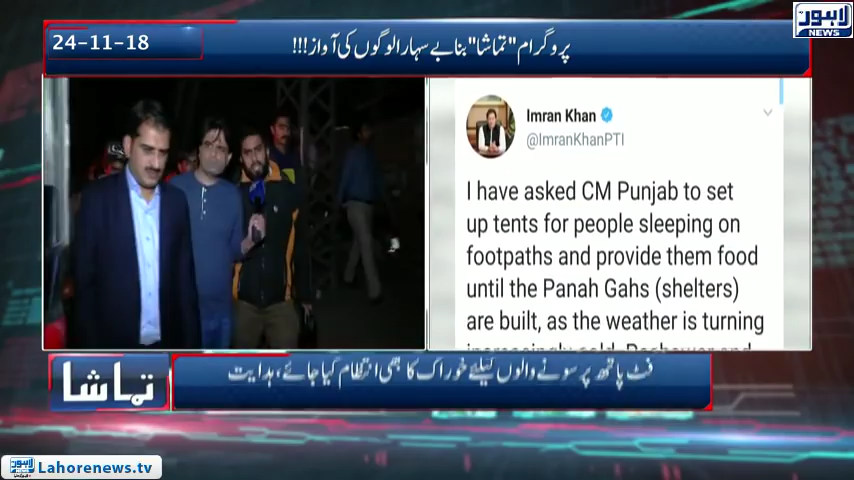 لاہور
NEWS
24-11-18
پروگرام "تماشا" بنا بے سہارا لوگوں کی آواز!!!
Imran Khan
@ImranKhanPTI
I have asked CM Punjab to set
up tents for people sleeping on
footpaths and provide them food
until the Panah Gahs (shelters)
are built, as the weather is turning
تماشا
فٹ پاتھ پر سونے والوں کیلئے خوراک کا بھی انتظام کیا جائے، ہدایت
لاہور
Lahorenews.tv